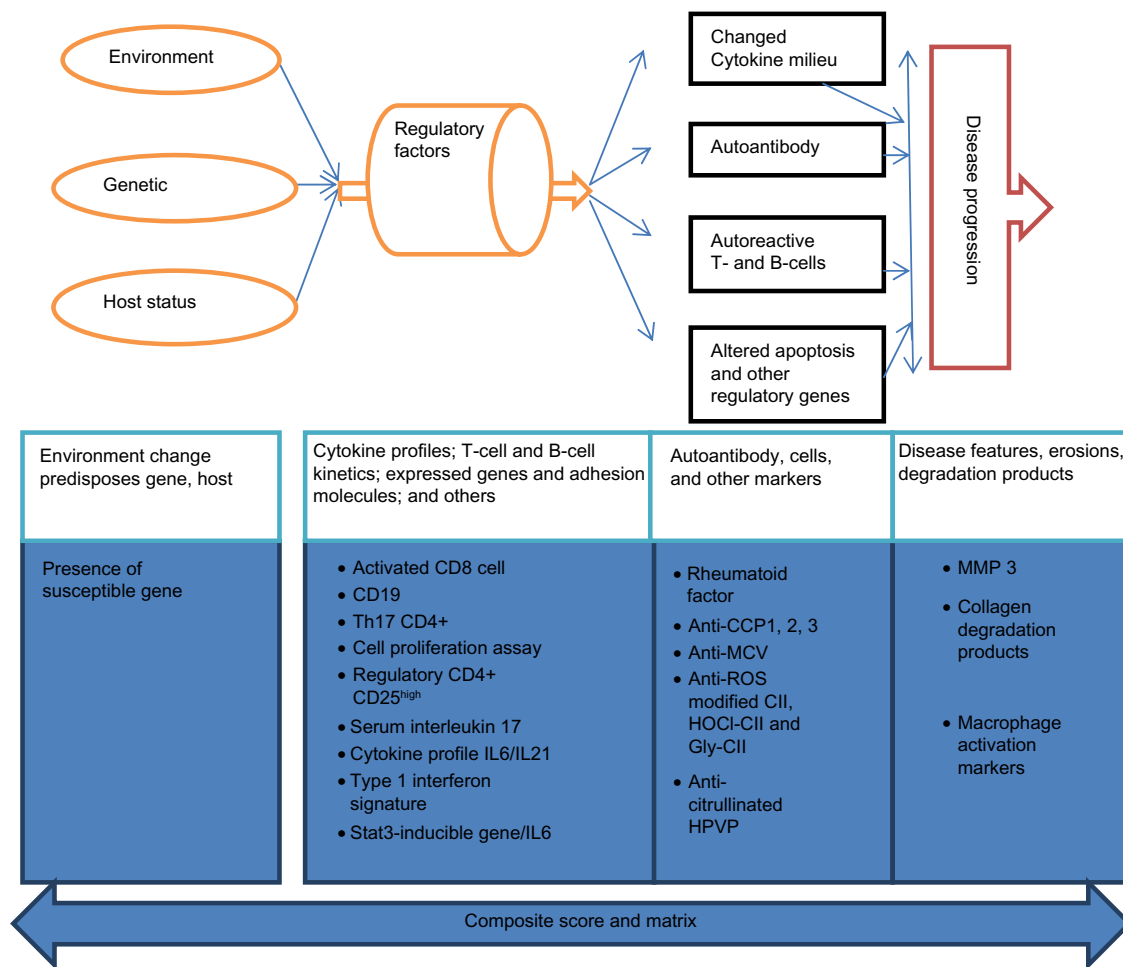 Environment
Genetic
Host status
Regulatory
factors
Changed
Cytokine milieu
Autoantibody
Autoreactive
T- and B-cells
Altered apoptosis
and other
regulatory genes
Disease progression
Environment change
predisposes gene, host
Cytokine profiles; T-cell and B-cell
kinetics; expressed genes and adhesion
molecules; and others
Autoantibody, cells,
and other markers
Disease features, erosions,
degradation products
Presence of
susceptible gene
• Activated CD8 cell
• CD19
• Th17 CD4+
• Cell proliferation assay
• Regulatory CD4+
CD25high
• Serum interleukin 17
• Cytokine profile IL6/IL21
• Type 1 interferon
signature
• Stat3-inducible gene/IL6
• Rheumatoid
factor
• Anti-CCP1, 2, 3
• Anti-MCV
• Anti-ROS
modified CII,
HOCl-CII and
Gly-CII
• Anti-
citrullinated
HPVP
• MMP 3
• Collagen
degradation
products
• Macrophage
activation
markers
Composite score and matrix